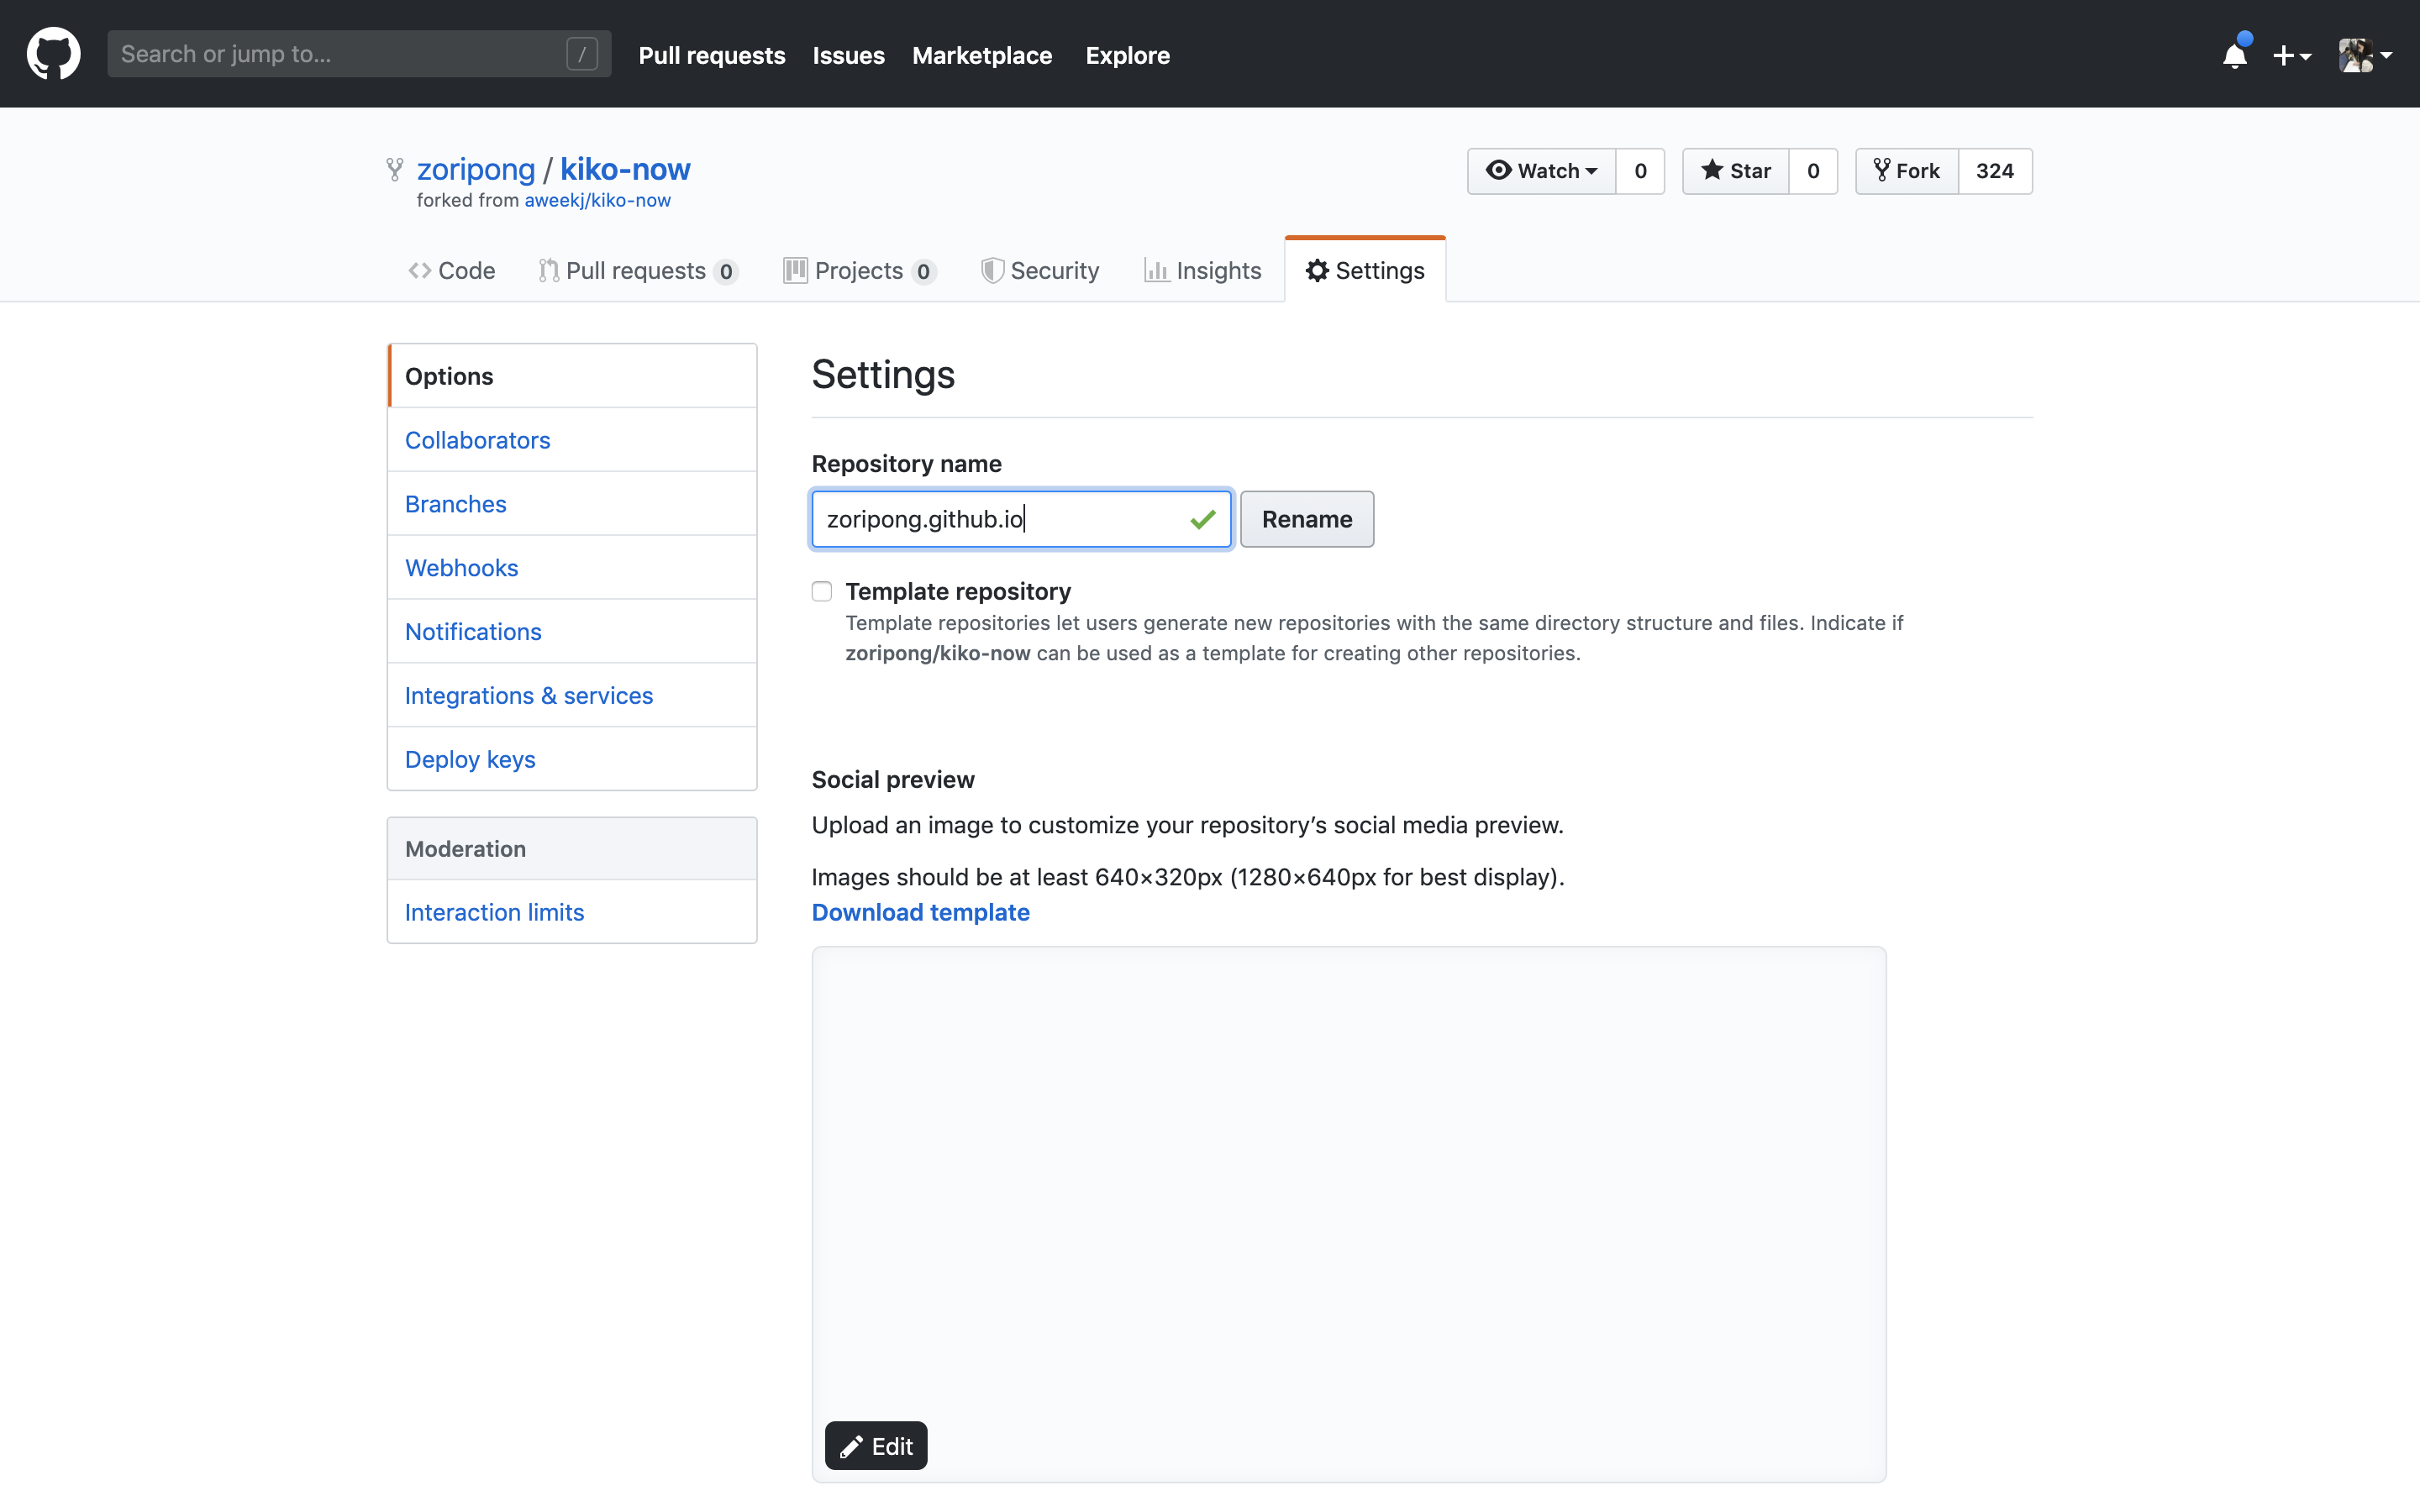 Search or jump to... /
Pull requests
Issues
Marketplace
Explore
zoripong / kiko-now
forked from aweekj/kiko-now
Watch 0
Star 0
Fork 324
Code
Pull requests 0
Projects 0
Security
Insights
Settings
Options
Collaborators
Branches
Webhooks
Notifications
Integrations & services
Deploy keys
Moderation
Interaction limits
Settings
Repository name
zoripong.github.io
Rename
Template repository
Template repositories let users generate new repositories with the same directory structure and files. Indicate if
zoripong/kiko-now can be used as a template for creating other repositories.
Social preview
Upload an image to customize your repository’s social media preview.
Images should be at least 640×320px (1280×640px for best display).
Download template
Edit